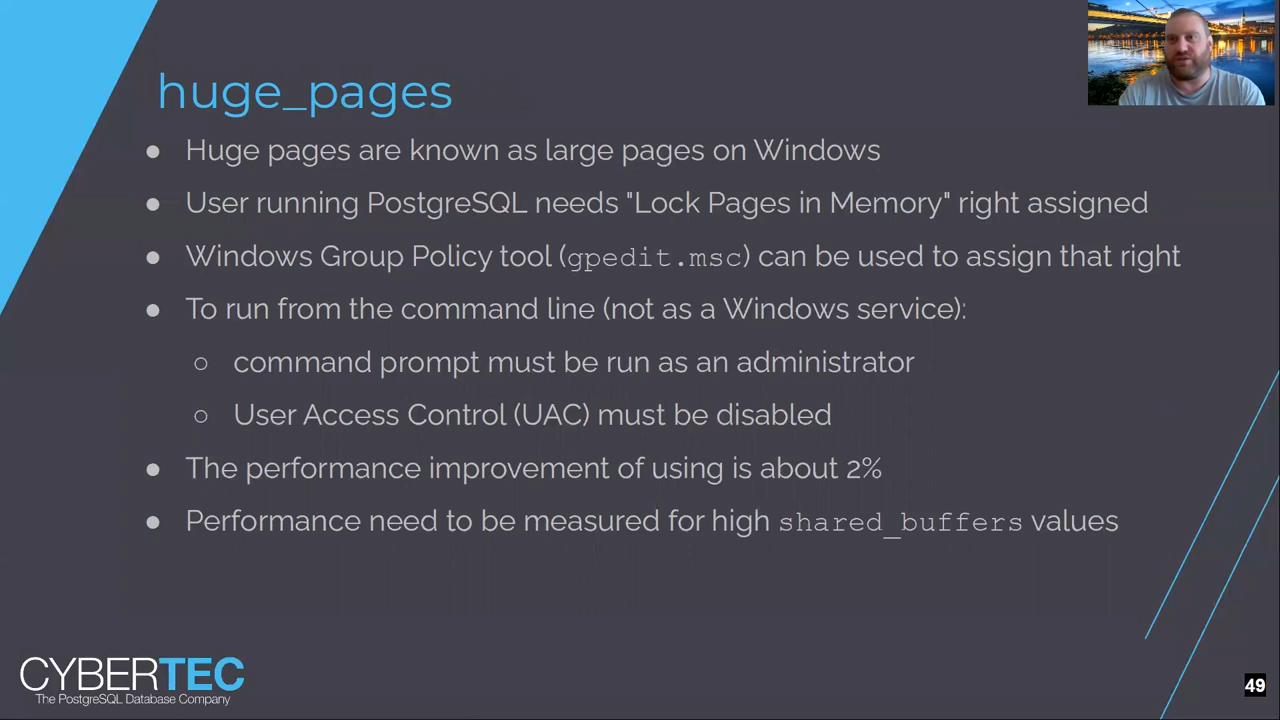 huge_pages
● Huge pages are known as large pages on Windows
● User running PostgreSQL needs "Lock Pages in Memory" right assigned
● Windows Group Policy tool (gpedit.msc) can be used to assign that right
● To run from the command line (not as a Windows service):
○ command prompt must be run as an administrator
○ User Access Control (UAC) must be disabled
● The performance improvement of using is about 2%
● Performance need to be measured for high shared_buffers values
CYBERTEC
The PostgreSQL Database Company
49